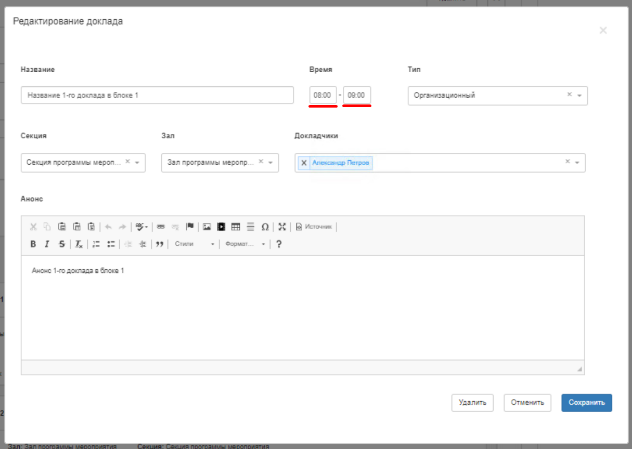 Редактирование доклада
Название
Время
Тип
Название 1-го доклада в блоке 1
08:00 - 09:00
Организационный
Секция
Зал
Докладчики
Секция программы мероп...
Зал программы меропр...
Александр Петров
Анонс
Источник
Стили
Формат...
Анонс 1-го доклада в блоке 1
Удалить
Отменить
Сохранить
Зал: Зал программы мероприятия
Секция: Секция программы мероприятия